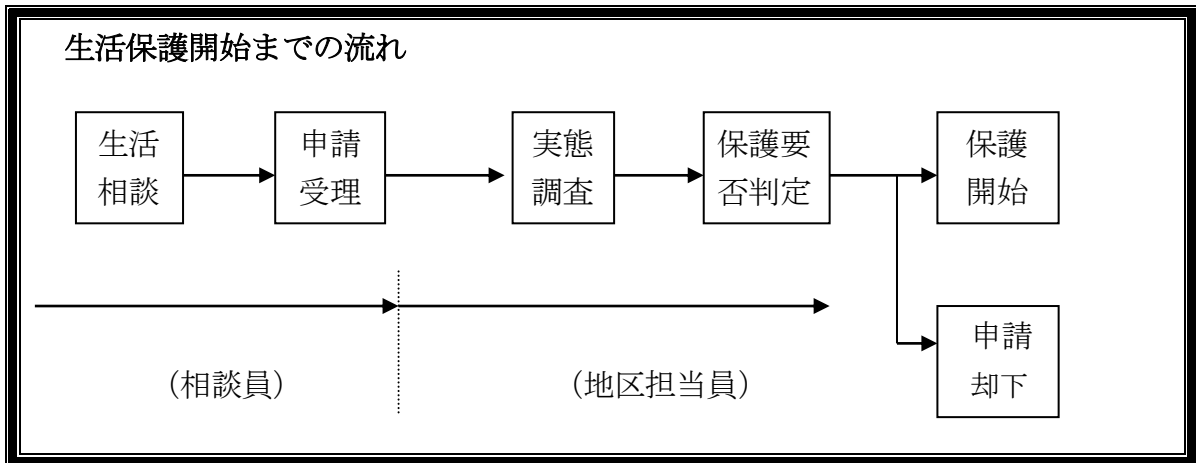 生活保護開始までの流れ
生活
相談
申請
受理
実態
調査
保護要
否判定
保護
開始
申請
却下
（相談員）
（地区担当員）